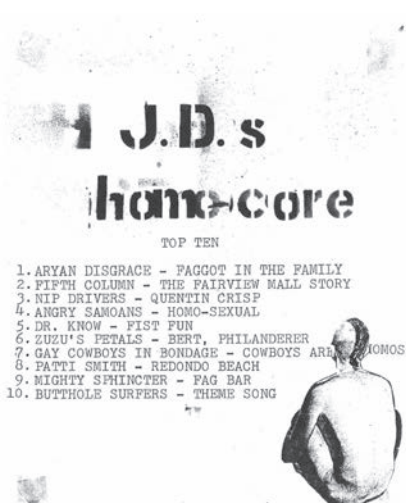 J.D.s
homo-core
TOP TEN
1. ARYAN DISGRACE - FAGGOT IN THE FAMILY
2. FIFTH COLUMN - THE FAIRVIEW MALL STORY
3. NIP DRIVERS - QUENTIN CRISP
4. ANGRY SAMOANS - HOMO-SEXUAL
5. DR. KNOW - FIST FUN
6. ZUZU'S PETALS - BERT, PHILANDERER
7. GAY COWBOYS IN BONDAGE - COWBOYS ARE
8. PATTI SMITH - REDONDO BEACH
9. MIGHTY SPHINCTER - FAG BAR
10. BUTTHOLE SURFERS - THEME SONG